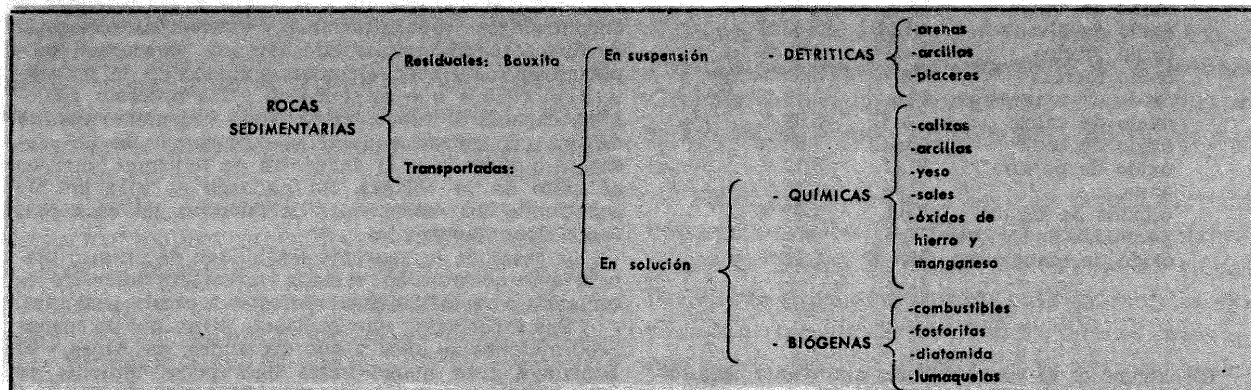 ROCAS
SEDIMENTARIAS
Residuales: Bauxita
Transportadas:
En suspensión
- DETRITICAS
-arenas
-arcillas
-placeres
En solución
- QUÍMICAS
-calizas
-arcillas
-yeso
-sales
-óxidos de
hierro y
manganeso
- BIÓGENAS
-combustibles
-fosforitas
-diatomida
-lumaquelas